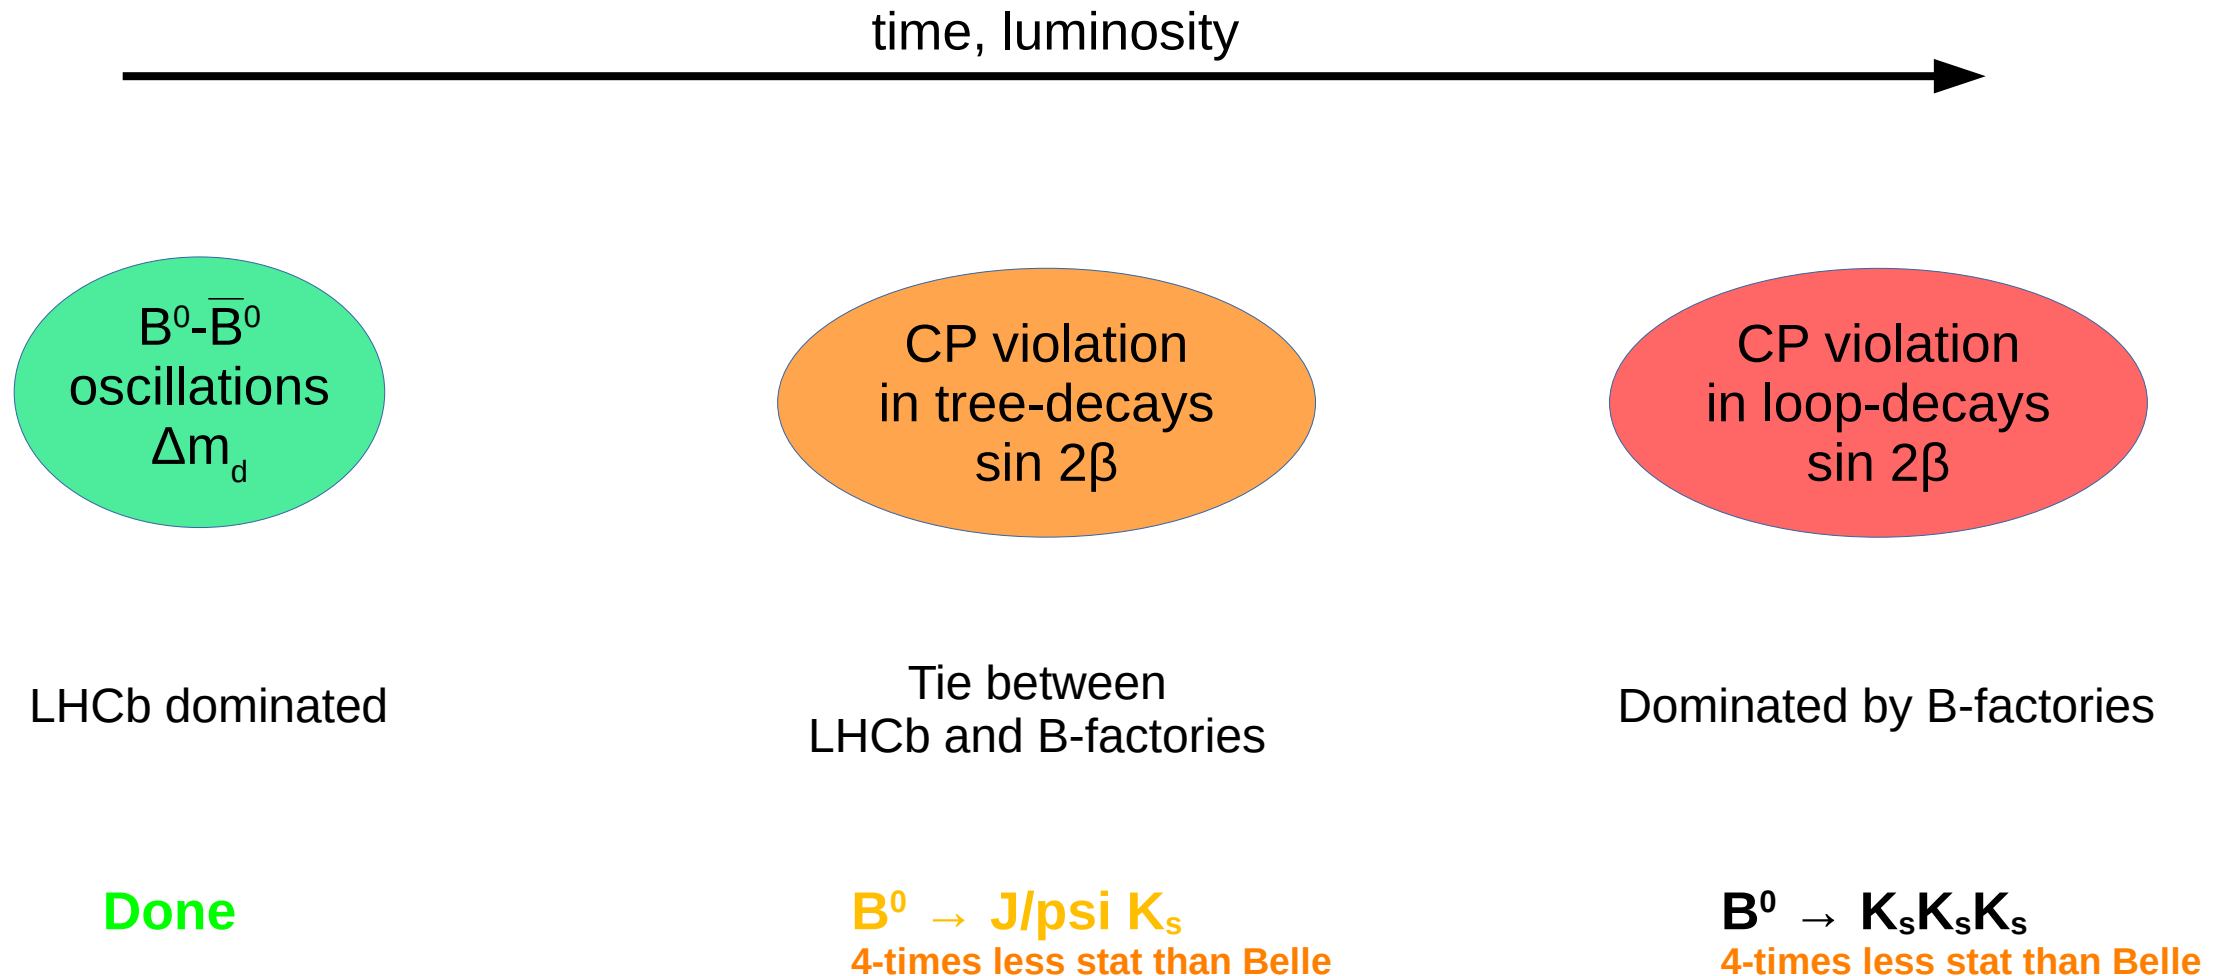 time, luminosity
B⁰-B̅⁰
oscillations
Δm_d
CP violation
in tree-decays
sin 2β
CP violation
in loop-decays
sin 2β
LHCb dominated
Tie between
LHCb and B-factories
Dominated by B-factories
Done
B⁰ → J/psi Kₛ
4-times less stat than Belle
B⁰ → KₛKₛKₛ
4-times less stat than Belle